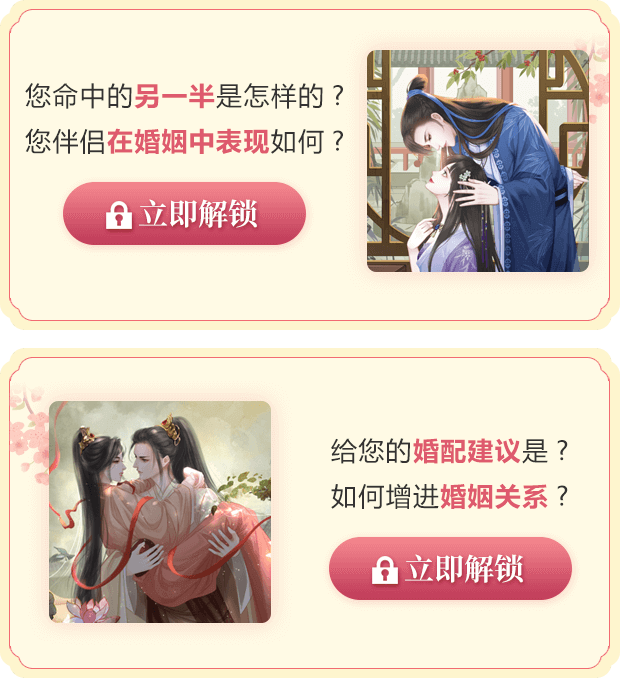 您命中的另一半是怎样的？
您伴侣在婚姻中表现如何？
立即解锁
给您的婚配建议是？
如何增进婚姻关系？
立即解锁